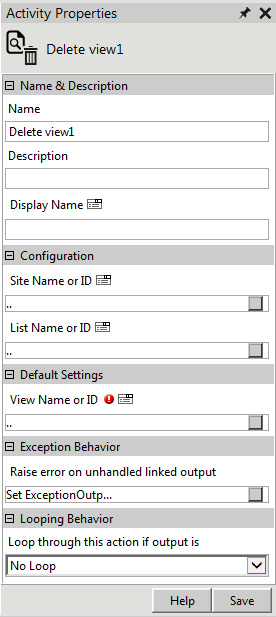 Activity Properties
Delete view1
Name & Description
Name
Delete view1
Description
Display Name
Configuration
Site Name or ID
..
List Name or ID
..
Default Settings
View Name or ID
..
Exception Behavior
Raise error on unhandled linked output
Set ExceptionOutp...
Looping Behavior
Loop through this action if output is
No Loop
Help
Save